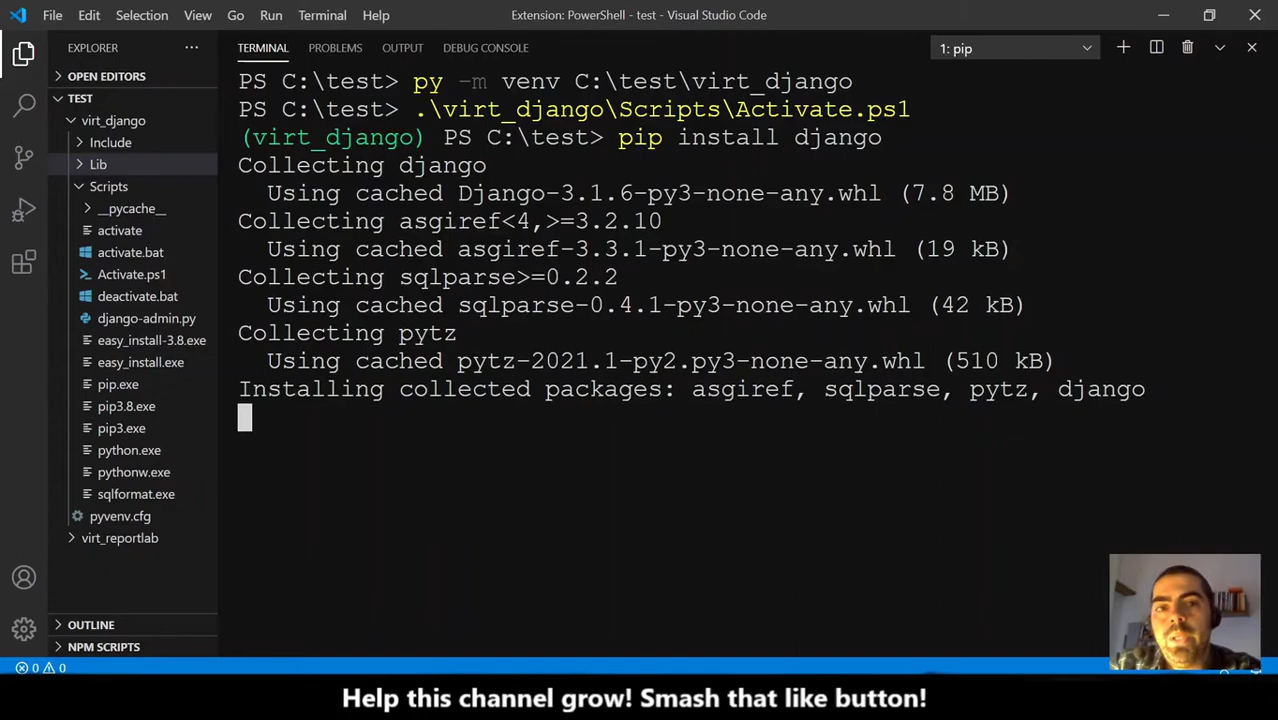 File Edit Selection View Go Run Terminal Help
Extension: PowerShell - test - Visual Studio Code
EXPLORER
OPEN EDITORS
TEST
virt_django
Include
Lib
Scripts
__pycache__
activate
activate.bat
Activate.ps1
deactivate.bat
django-admin.py
easy_install-3.8.exe
easy_install.exe
pip.exe
pip3.8.exe
pip3.exe
python.exe
pythonw.exe
sqlformat.exe
pyvenv.cfg
virt_reportlab
OUTLINE
NPM SCRIPTS
TERMINAL PROBLEMS OUTPUT DEBUG CONSOLE
1: pip
PS C:\test> py -m venv C:\test\virt_django
PS C:\test> .\virt_django\Scripts\Activate.ps1
(virt_django) PS C:\test> pip install django
Collecting django
Using cached Django-3.1.6-py3-none-any.whl (7.8 MB)
Collecting asgiref<4,>=3.2.10
Using cached asgiref-3.3.1-py3-none-any.whl (19 kB)
Collecting sqlparse>=0.2.2
Using cached sqlparse-0.4.1-py3-none-any.whl (42 kB)
Collecting pytz
Using cached pytz-2021.1-py2.py3-none-any.whl (510 kB)
Installing collected packages: asgiref, sqlparse, pytz, django
0 0
Help this channel grow! Smash that like button!